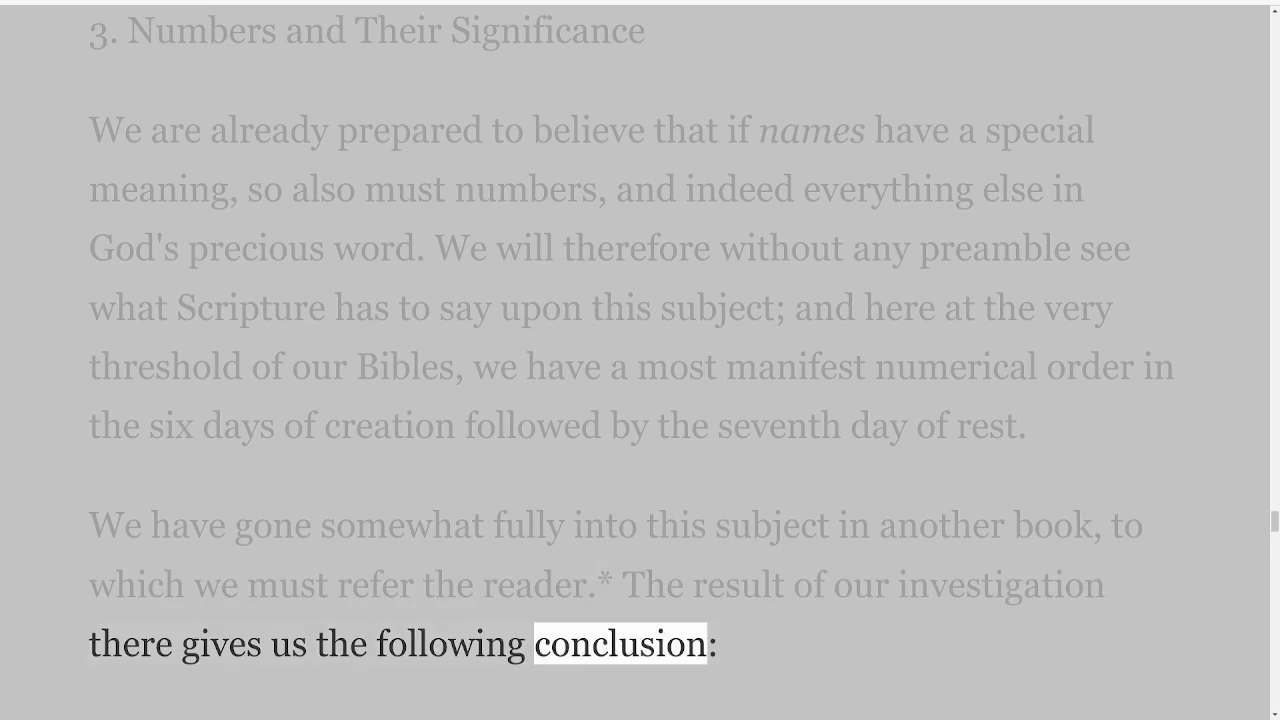 3. Numbers and Their Significance
We are already prepared to believe that if names have a special
meaning, so also must numbers, and indeed everything else in
God's precious word. We will therefore without any preamble see
what Scripture has to say upon this subject; and here at the very
threshold of our Bibles, we have a most manifest numerical order in
the six days of creation followed by the seventh day of rest.
We have gone somewhat fully into this subject in another book, to
which we must refer the reader.* The result of our investigation
there gives us the following conclusion: